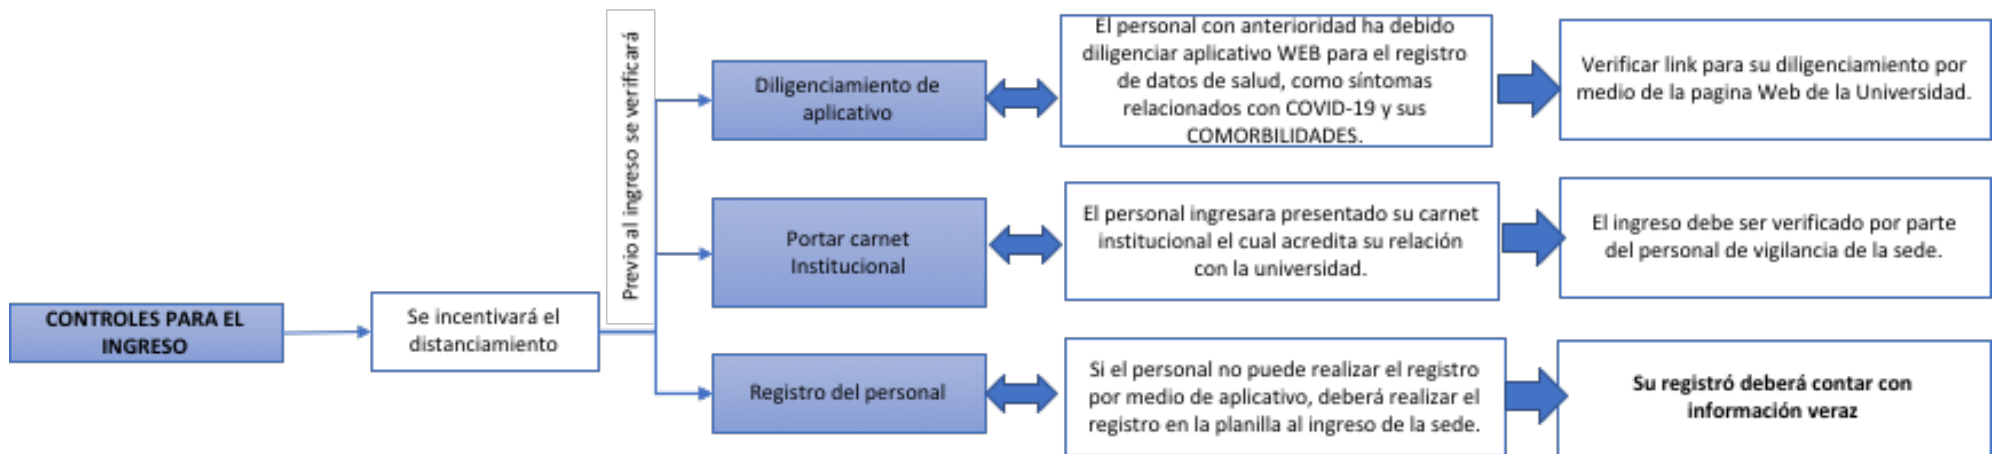 CONTROLES PARA EL
INGRESO
Se incentivará el
distanciamiento
Previo al ingreso se verificará
Diligenciamiento de
aplicativo
El personal con anterioridad ha debido
diligenciar aplicativo WEB para el registro
de datos de salud, como síntomas
relacionados con COVID-19 y sus
COMORBILIDADES.
Verificar link para su diligenciamiento por
medio de la pagina Web de la Universidad.
Portar carnet
Institucional
El personal ingresara presentado su carnet
institucional el cual acredita su relación
con la universidad.
El ingreso debe ser verificado por parte
del personal de vigilancia de la sede.
Registro del personal
Si el personal no puede realizar el registro
por medio de aplicativo, deberá realizar el
registro en la planilla al ingreso de la sede.
Su registró deberá contar con
información veraz